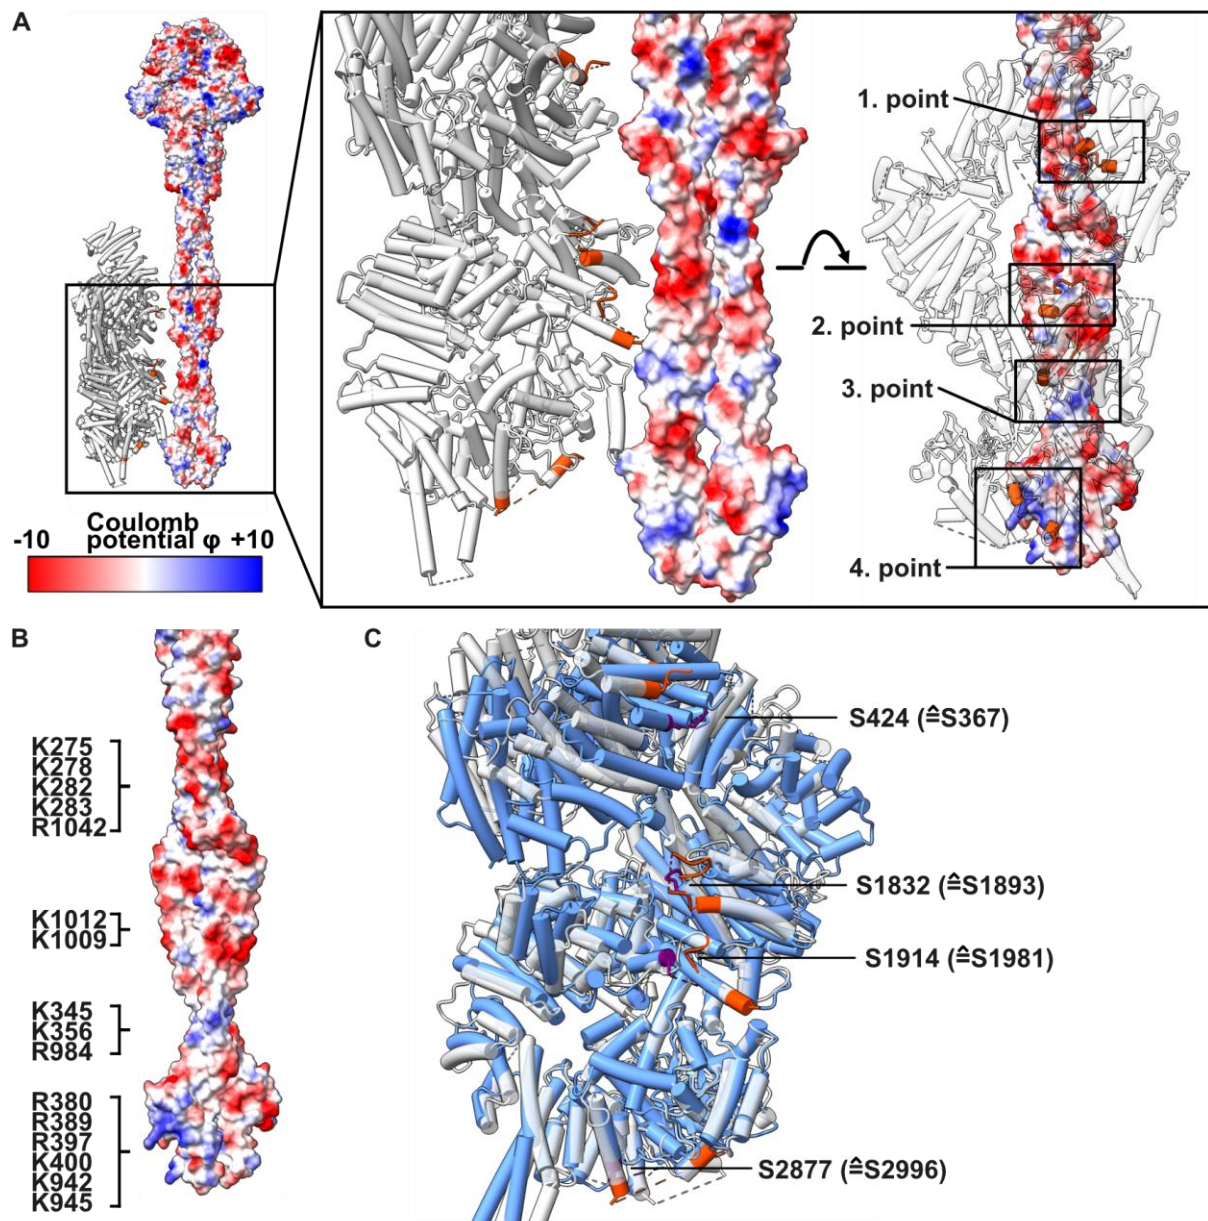 A
1. point
2. point
3. point
4. point
Coulomb
potential φ
-10
+10
B
K275
K278
K282
K283
R1042
K1012
K1009
K345
K356
R984
R380
R389
R397
K400
K942
K945
C
S424 (≙S367)
S1832 (≙S1893)
S1914 (≙S1981)
S2877 (≙S2996)